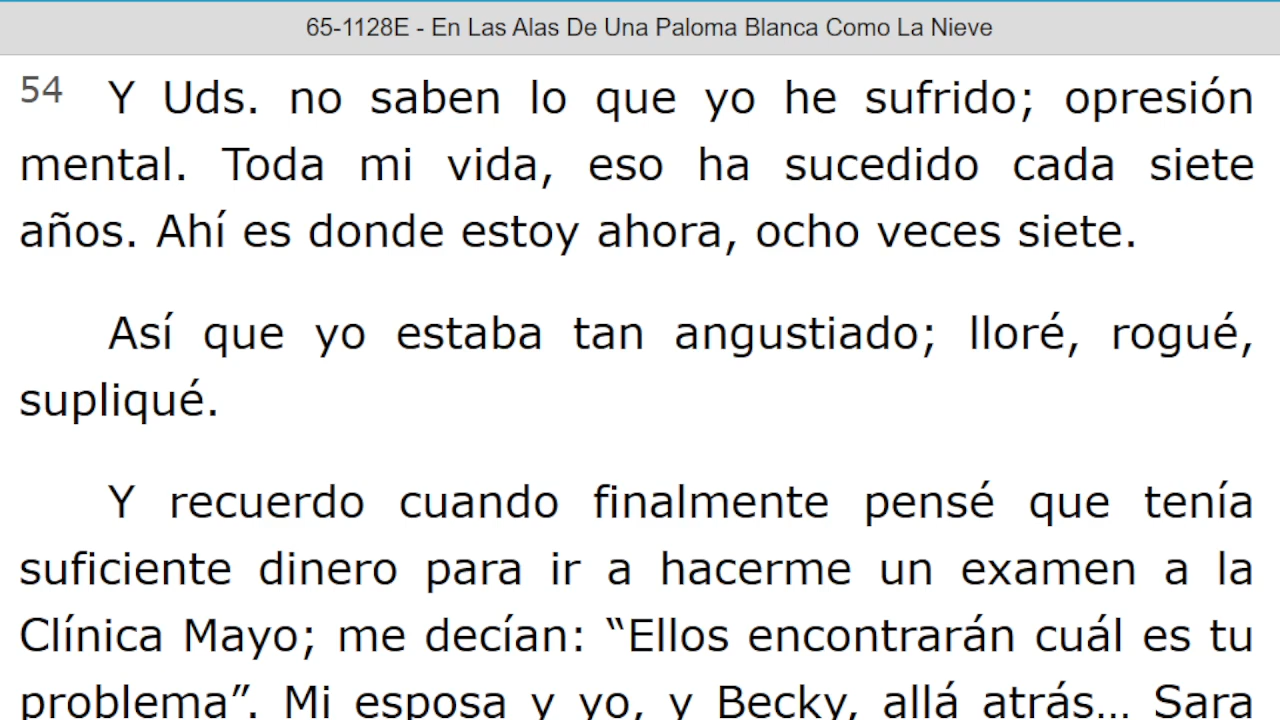 65-1128E - En Las Alas De Una Paloma Blanca Como La Nieve
54 Y Uds. no saben lo que yo he sufrido; opresión
mental. Toda mi vida, eso ha sucedido cada siete
años. Ahí es donde estoy ahora, ocho veces siete.
Así que yo estaba tan angustiado; lloré, rogué,
supliqué.
Y recuerdo cuando finalmente pensé que tenía
suficiente dinero para ir a hacerme un examen a la
Clínica Mayo; me decían: “Ellos encontrarán cuál es tu
problema”. Mi esposa y yo, y Becky, allá atrás… Sara